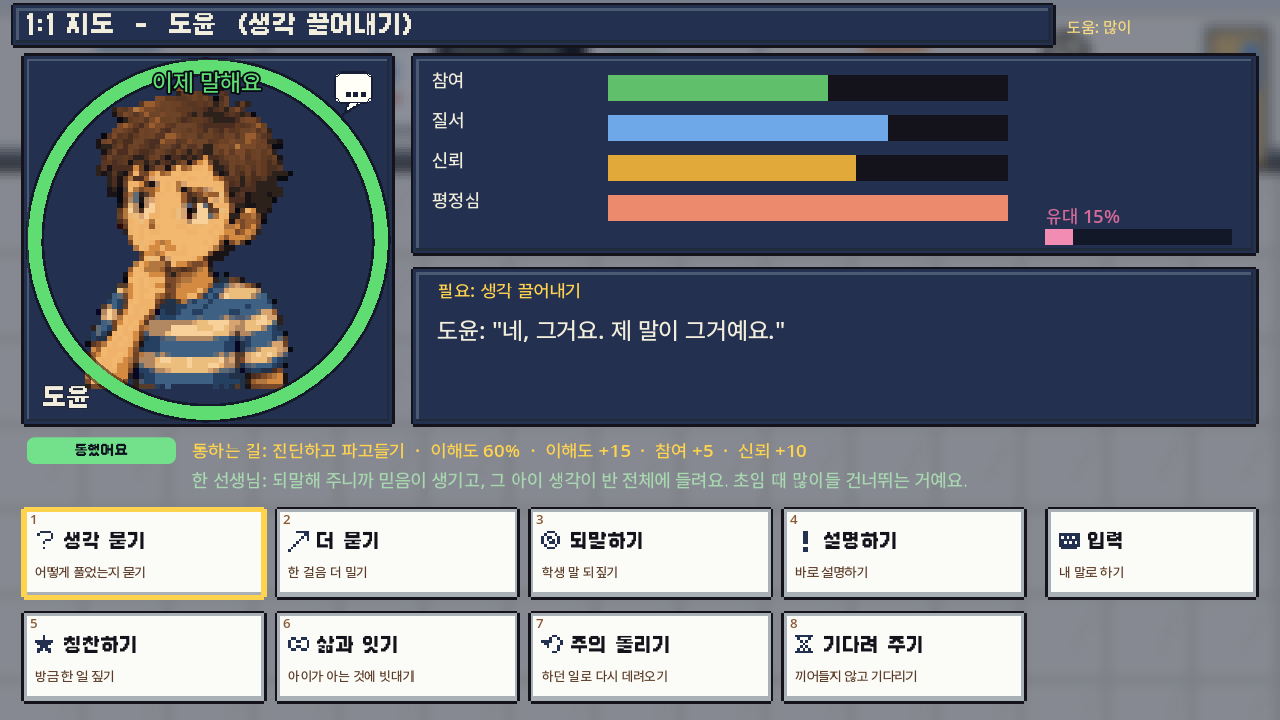 1:1 지도 - 도윤 (생각 끌어내기)
도움: 많이
이제 말해요
도윤
참여
질서
신뢰
평정심
유대 15%
필요: 생각 끌어내기
도윤: "네, 그거요. 제 말이 그거예요."
통했어요
통하는 길: 진단하고 파고들기 · 이해도 60% · 이해도 +15 · 참여 +5 · 신뢰 +10
한 선생님: 되말해 주니까 믿음이 생기고, 그 아이 생각이 반 전체에 들려요. 초임 때 많이들 건너뛰는 거예요.
1
? 생각 묻기
어떻게 풀었는지 묻기
2
더 묻기
한 걸음 더 밀기
3
되말하기
학생 말 되짚기
4
! 설명하기
바로 설명하기
입력
내 말로 하기
5
칭찬하기
방금 한 일 짚기
6
삶과 잇기
아이가 아는 것에 빗대기
7
주의 돌리기
하던 일로 다시 데려오기
8
기다려 주기
끼어들지 않고 기다리기